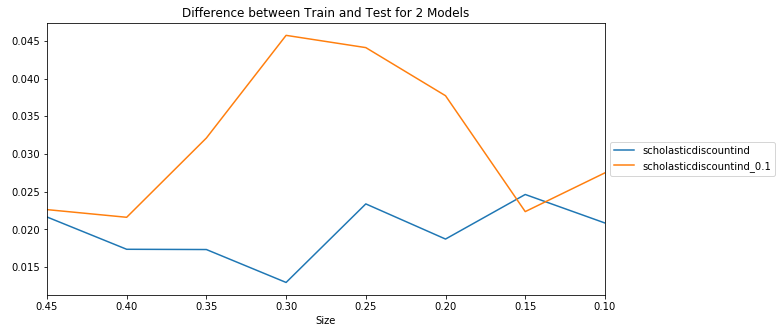 Difference between Train and Test for 2 Models
0.045
0.040
0.035
0.030
0.025
0.020
0.015
0.45 0.40 0.35 0.30 0.25 0.20 0.15 0.10
Size
scholasticdiscountind
scholasticdiscountind_0.1